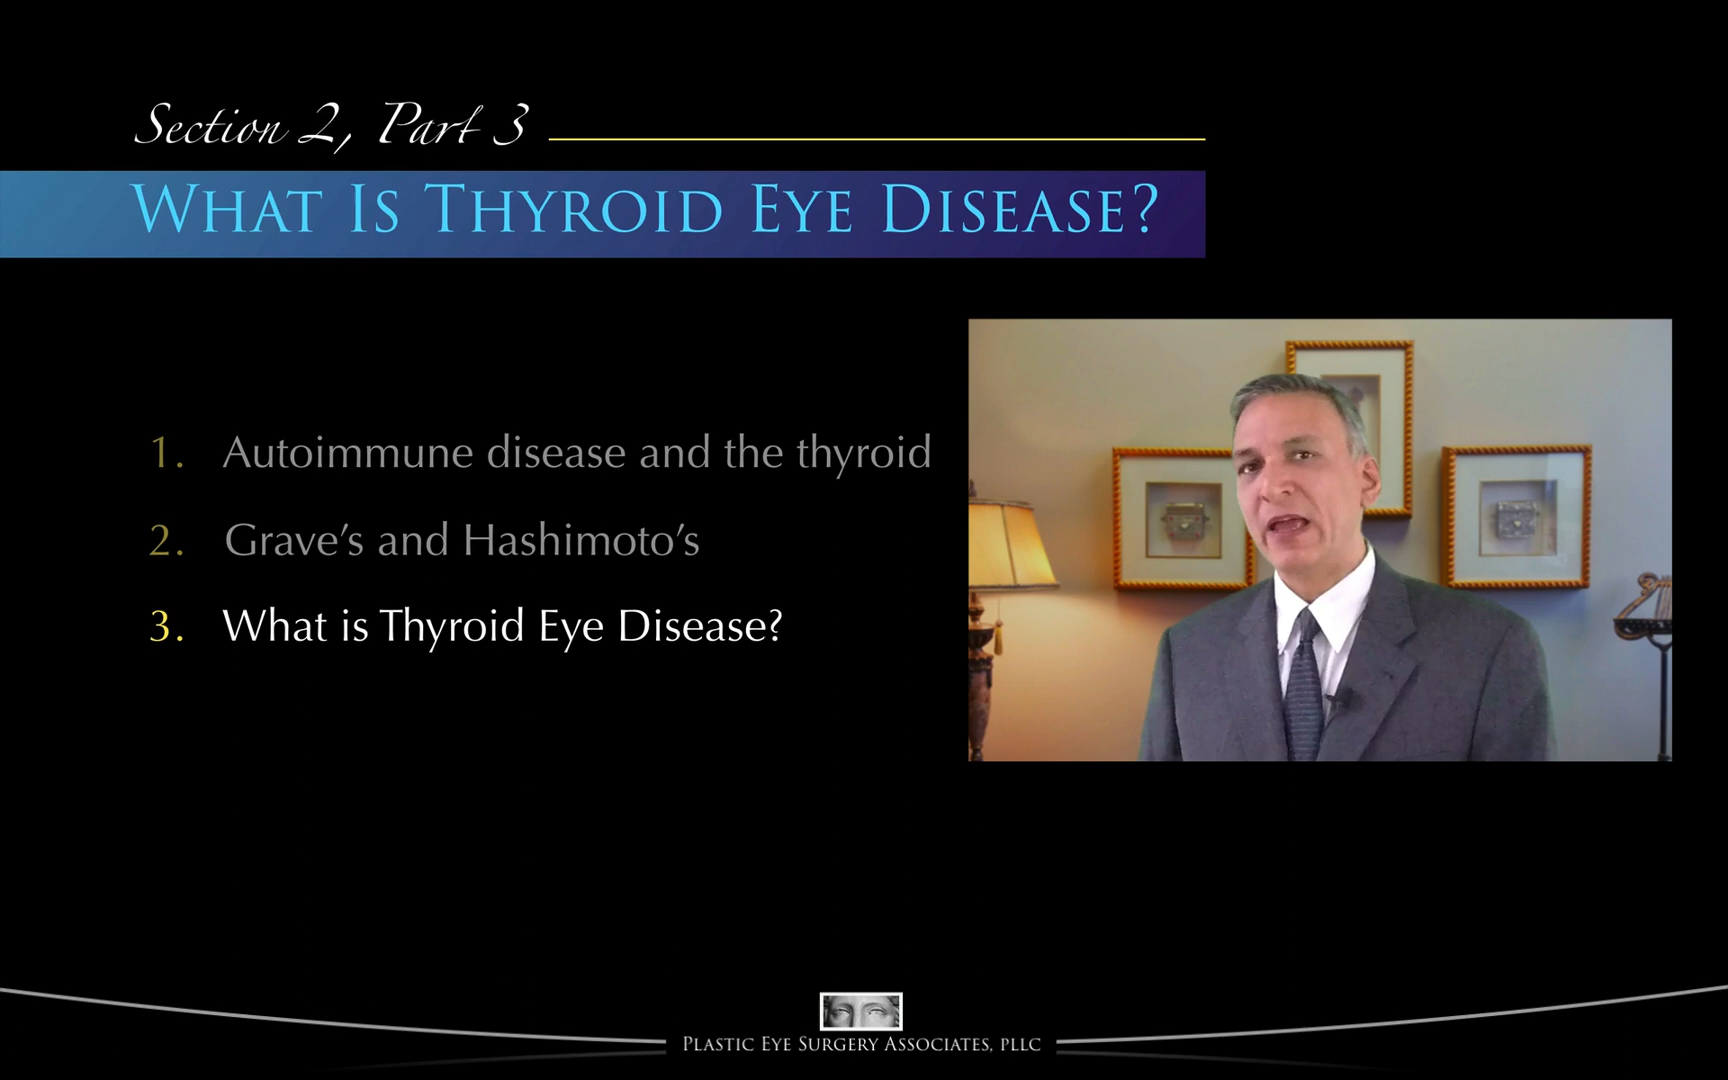 Section 2, Part 3
What Is Thyroid Eye Disease?
1. Autoimmune disease and the thyroid
2. Grave’s and Hashimoto’s
3. What is Thyroid Eye Disease?
Plastic Eye Surgery Associates, PLLC